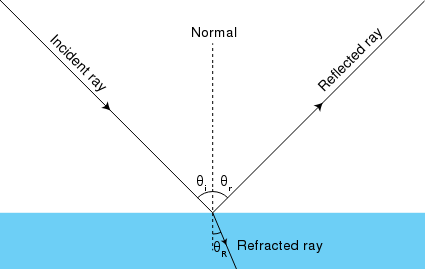 Normal
Incident ray
Reflected ray
θi
θr
θR
Refracted ray